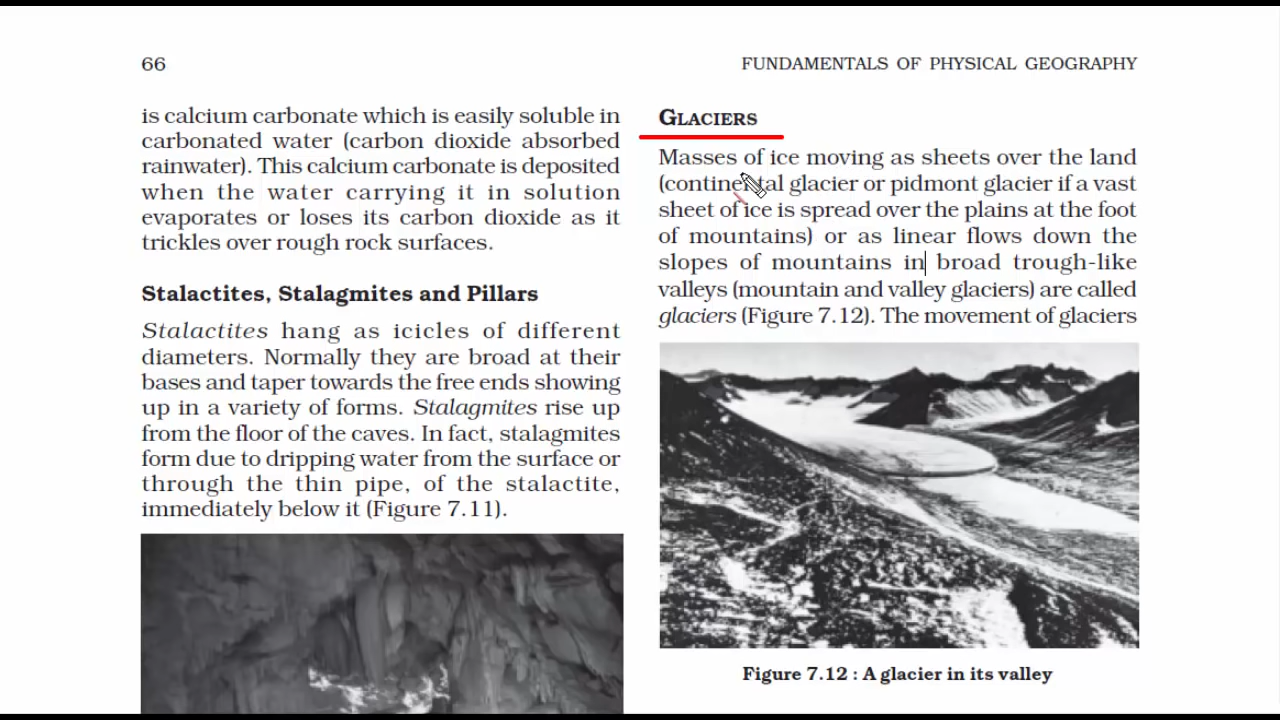 66
FUNDAMENTALS OF PHYSICAL GEOGRAPHY
is calcium carbonate which is easily soluble in
carbonated water (carbon dioxide absorbed
rainwater). This calcium carbonate is deposited
when the water carrying it in solution
evaporates or loses its carbon dioxide as it
trickles over rough rock surfaces.
Stalactites, Stalagmites and Pillars
Stalactites hang as icicles of different
diameters. Normally they are broad at their
bases and taper towards the free ends showing
up in a variety of forms. Stalagmites rise up
from the floor of the caves. In fact, stalagmites
form due to dripping water from the surface or
through the thin pipe, of the stalactite,
immediately below it (Figure 7.11).
GLACIERS
Masses of ice moving as sheets over the land
(continental glacier or pidmont glacier if a vast
sheet of ice is spread over the plains at the foot
of mountains) or as linear flows down the
slopes of mountains in broad trough-like
valleys (mountain and valley glaciers) are called
glaciers (Figure 7.12). The movement of glaciers
Figure 7.12 : A glacier in its valley